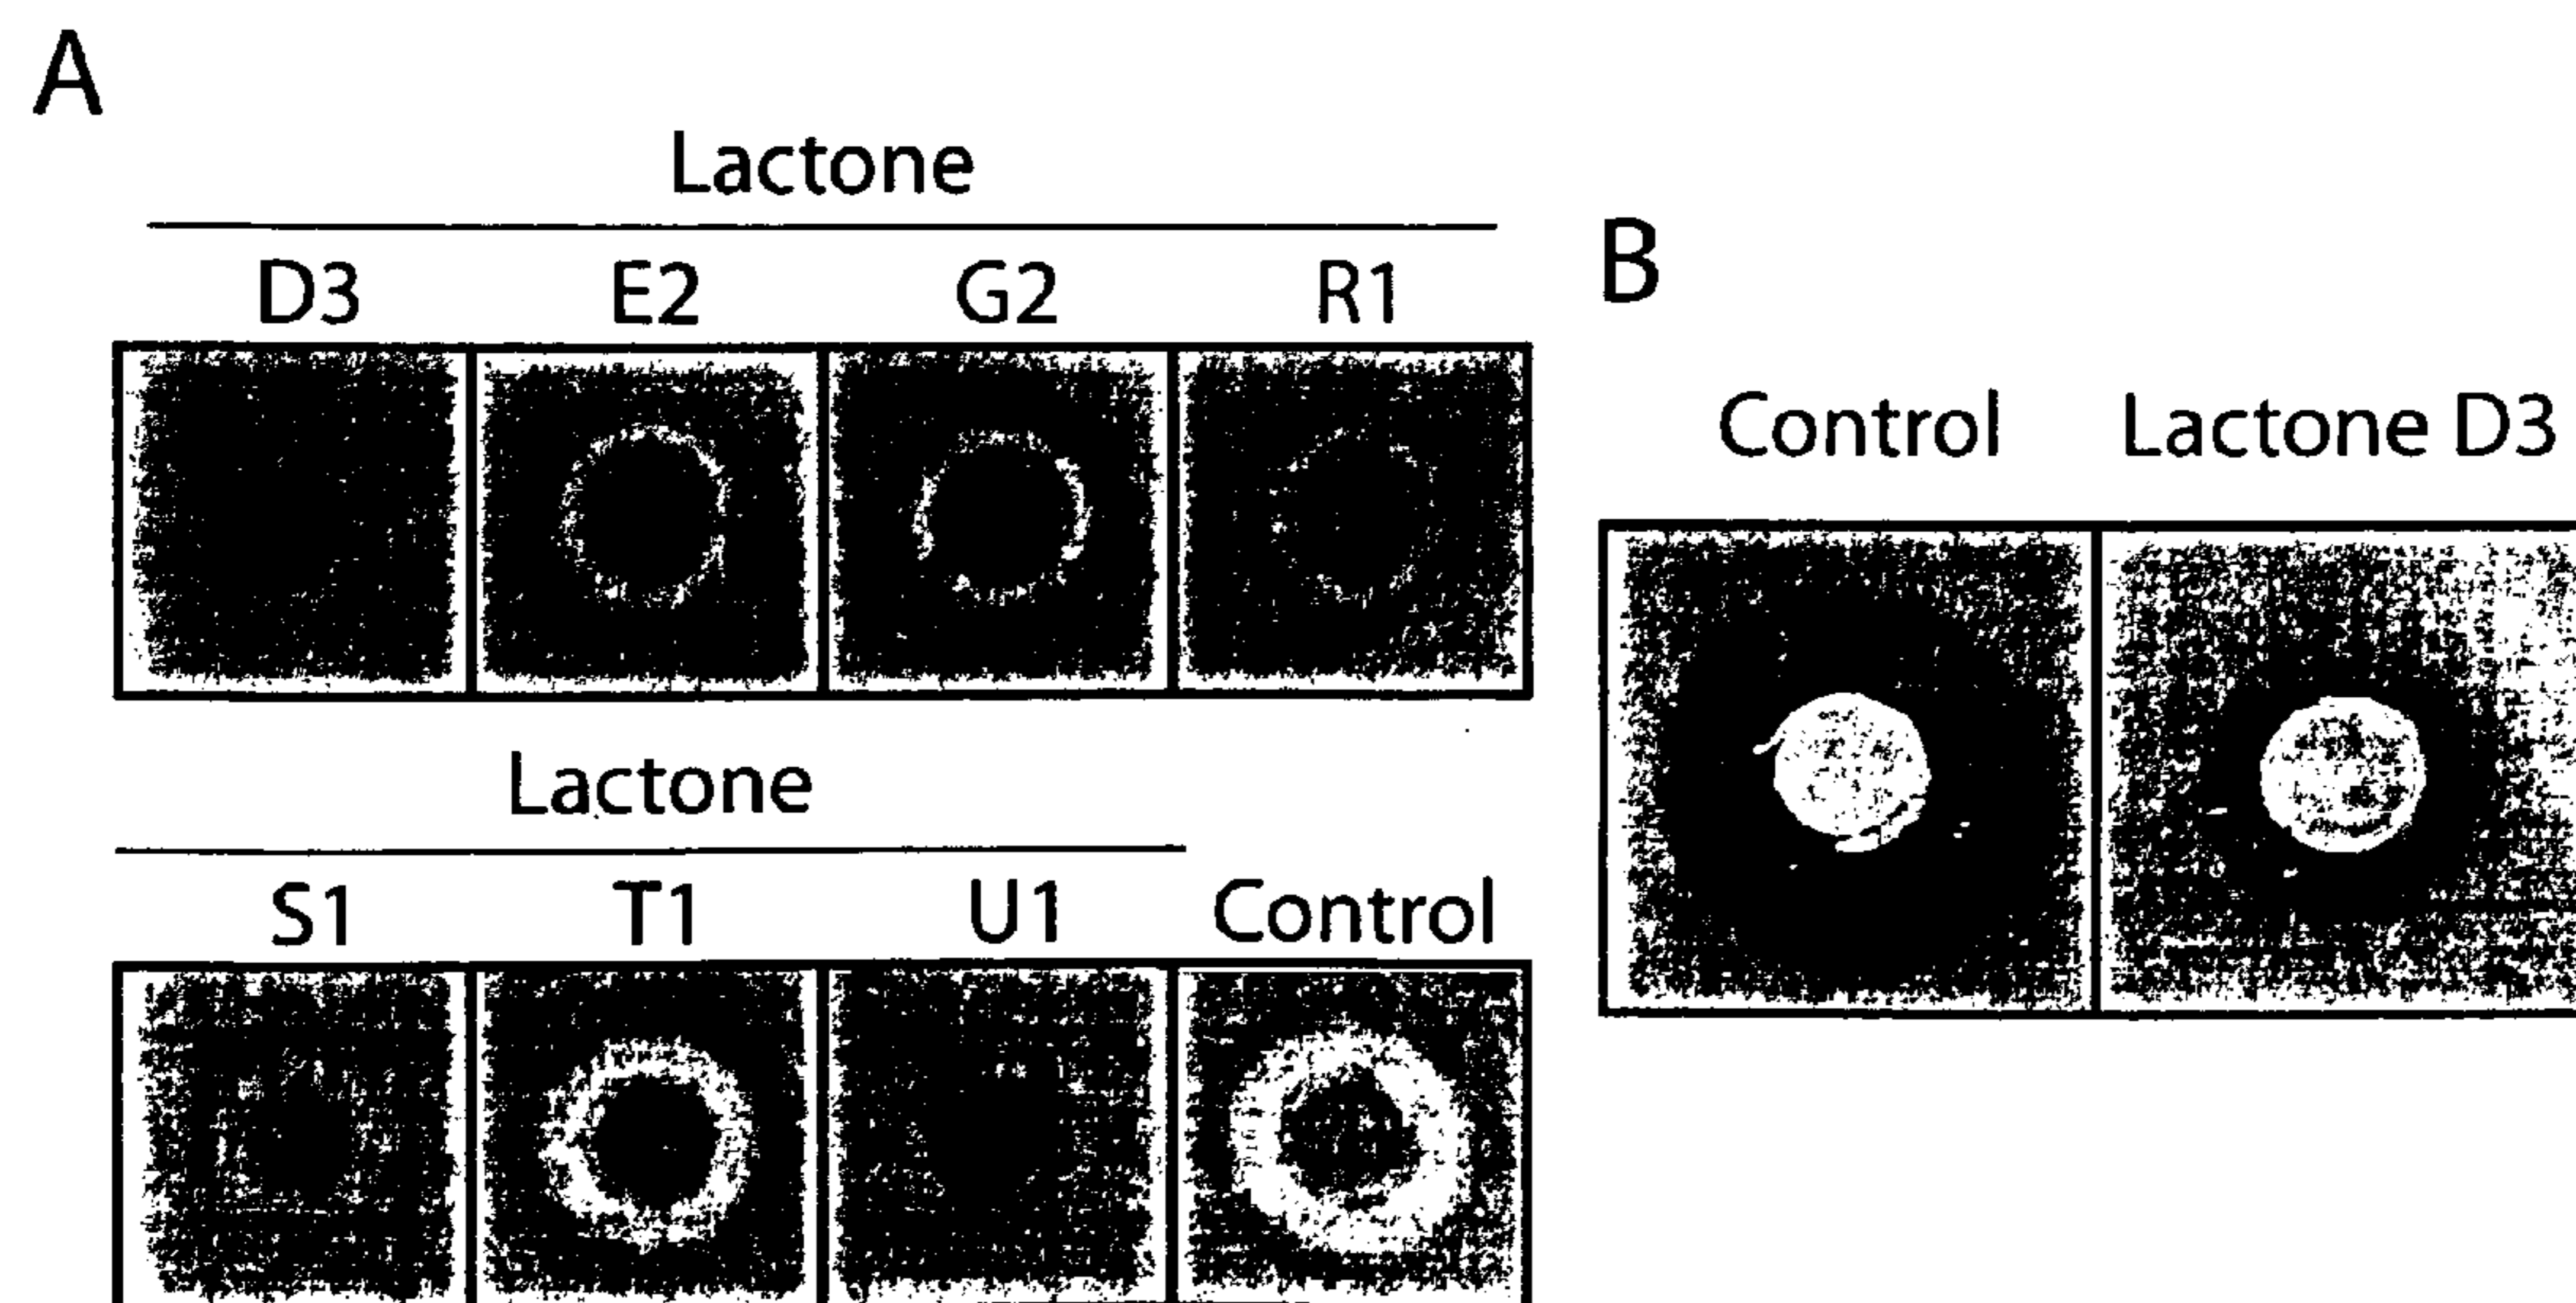 A
Lactone
D3 E2 G2 R1
Lactone
S1 T1 U1 Control
B
Control Lactone D3